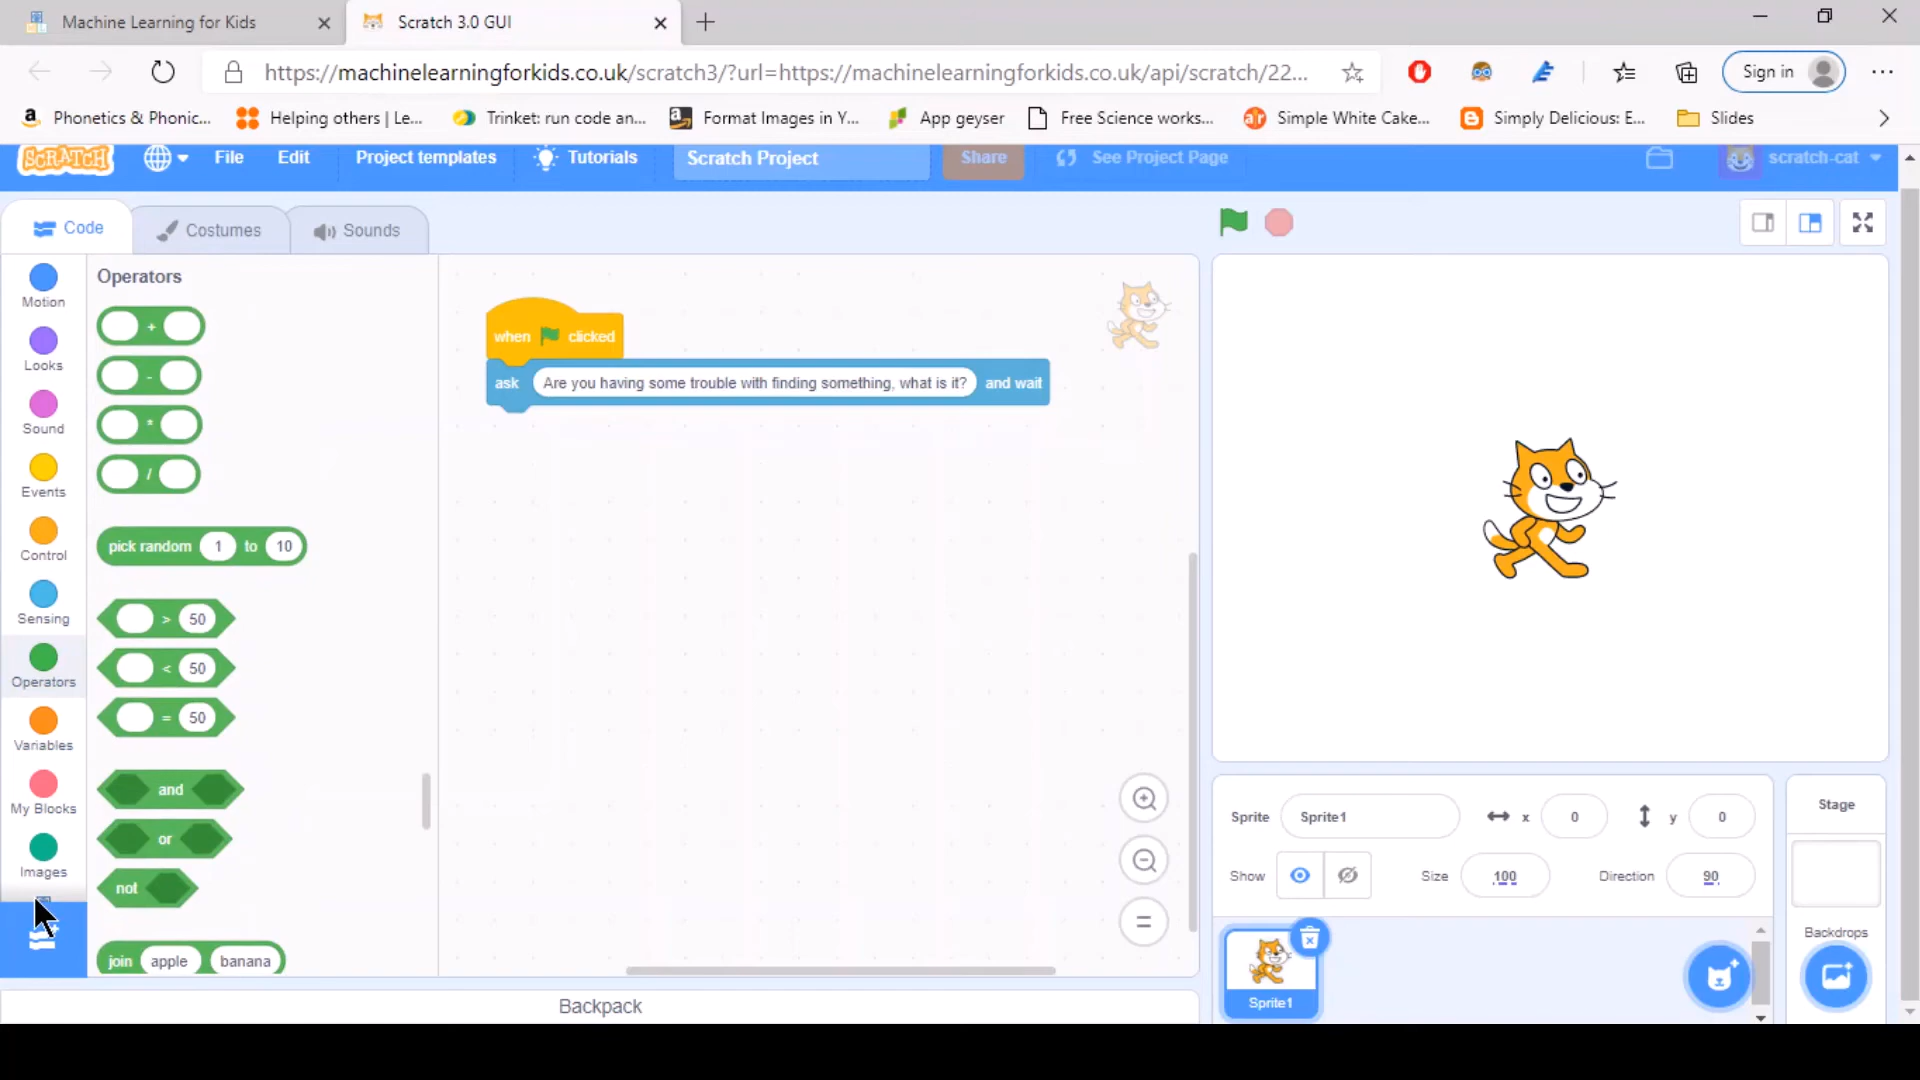 Machine Learning for Kids
Scratch 3.0 GUI
https://machinelearningforkids.co.uk/scratch3/?url=https://machinelearningforkids.co.uk/api/scratch/22...
Sign in
Phonetics & Phonic...
Helping others | Le...
Trinket: run code an...
Format Images in Y...
App geyser
Free Science works...
Simple White Cake...
Simply Delicious: E...
Slides
SCRATCH
File
Edit
Project templates
Tutorials
Scratch Project
Share
See Project Page
scratch-cat
Code
Costumes
Sounds
Motion
Looks
Sound
Events
Control
Sensing
Operators
Variables
My Blocks
Images
Operators
+
-
*
/
pick random 1 to 10
> 50
< 50
= 50
and
or
not
join apple banana
when clicked
ask Are you having some trouble with finding something, what is it? and wait
Backpack
Sprite Sprite1 x 0 y 0
Show Size 100 Direction 90
Sprite1
Stage
Backdrops